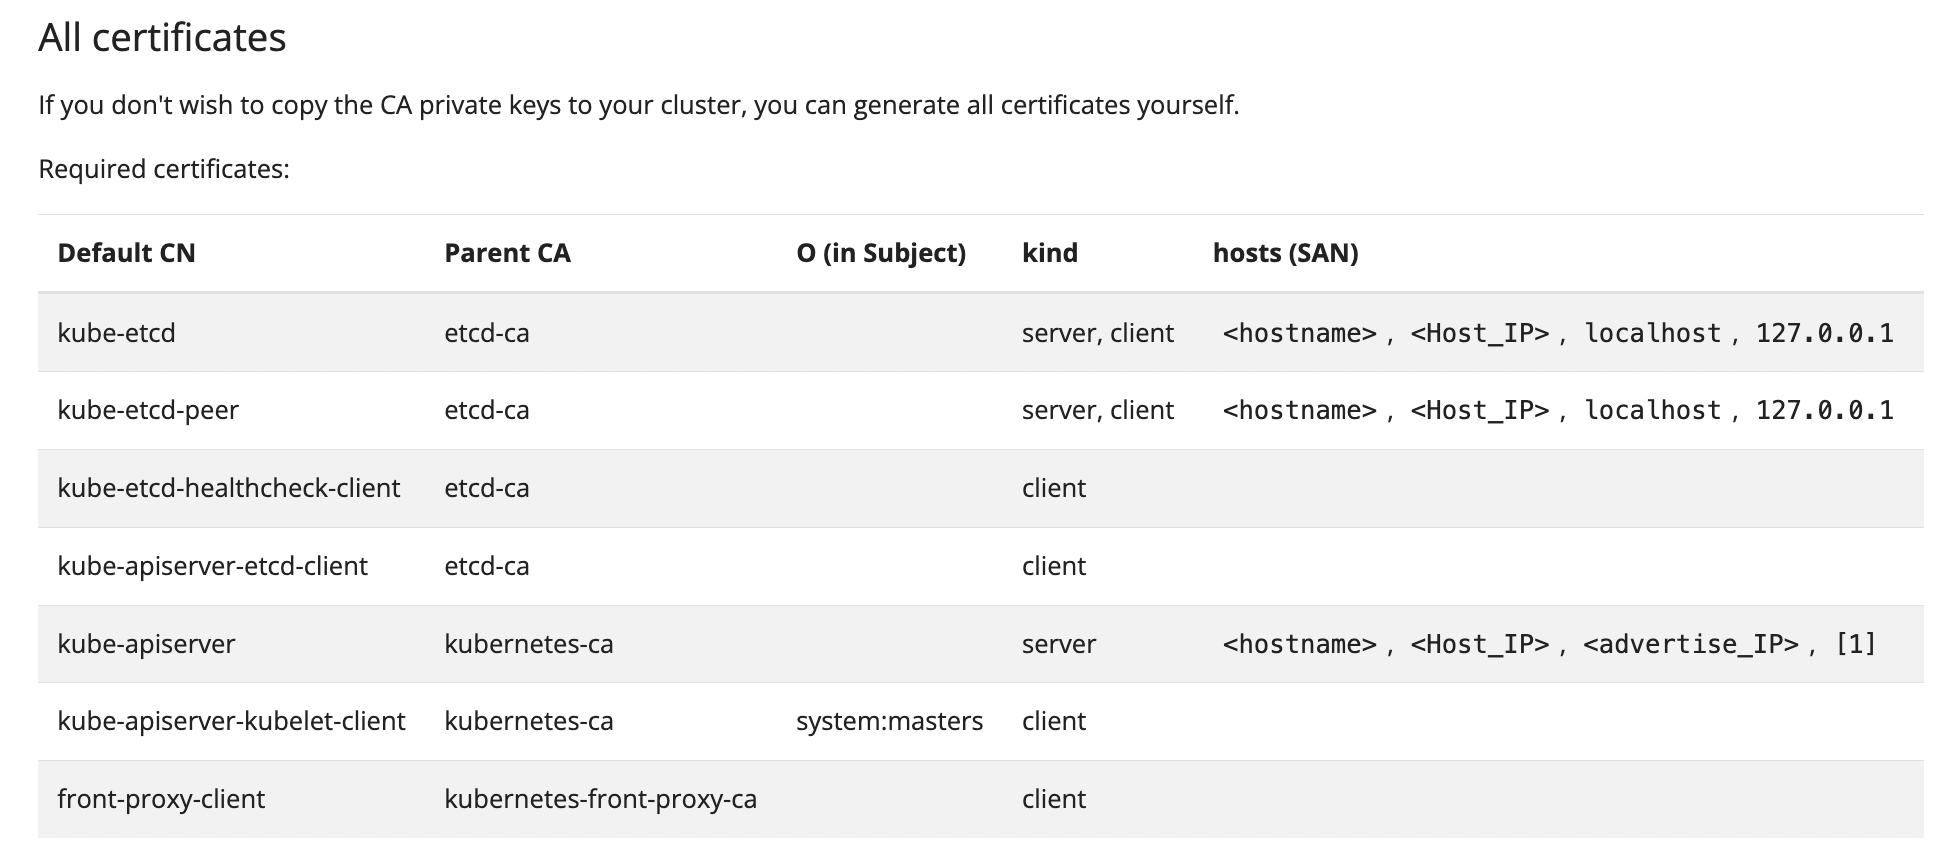 All certificates
If you don't wish to copy the CA private keys to your cluster, you can generate all certificates yourself.
Required certificates:
Default CN Parent CA O (in Subject) kind hosts (SAN)
kube-etcd etcd-ca server, client <hostname> , <Host_IP> , localhost , 127.0.0.1
kube-etcd-peer etcd-ca server, client <hostname> , <Host_IP> , localhost , 127.0.0.1
kube-etcd-healthcheck-client etcd-ca client
kube-apiserver-etcd-client etcd-ca client
kube-apiserver kubernetes-ca server <hostname> , <Host_IP> , <advertise_IP> , [1]
kube-apiserver-kubelet-client kubernetes-ca system:masters client
front-proxy-client kubernetes-front-proxy-ca client